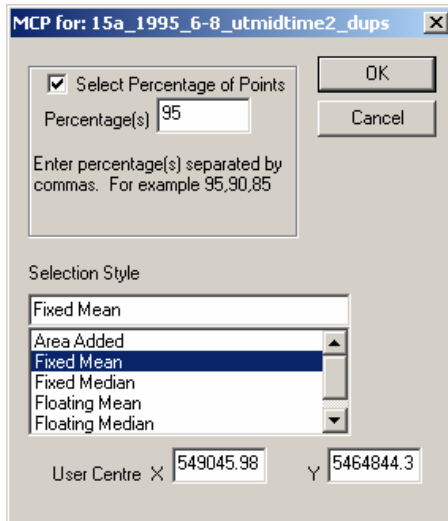 MCP for: 15a_1995_6-8_utmidtime2_dups
Select Percentage of Points
OK
Percentage(s) 95
Cancel
Enter percentage(s) separated by
commas. For example 95,90,85
Selection Style
Fixed Mean
Area Added
Fixed Mean
Fixed Median
Floating Mean
Floating Median
User Centre X 549045.98 Y 5464844.3